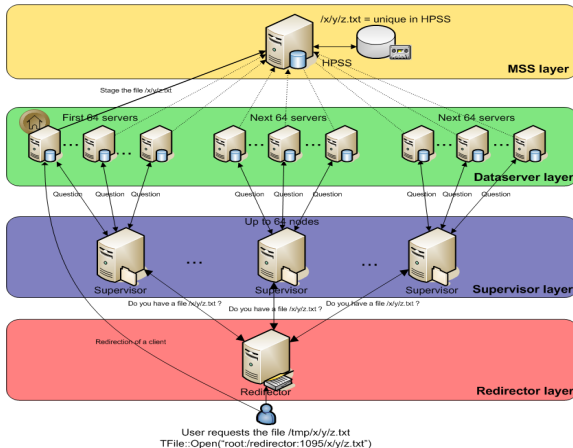 /x/y/z.txt = unique in HPSS
HPSS
MSS layer
Stage the file /x/y/z.txt
First 64 servers
Next 64 servers
Next 64 servers
Question Question Question
Question Question Question
Question Question Question
Dataserver layer
Up to 64 nodes
Supervisor
Supervisor
Supervisor
Supervisor layer
Do you have a file /x/y/z.txt ?
Do you have a file /x/y/z.txt ?
Do you have a file /x/y/z.txt ?
Redirection of a client
Redirector
Redirector layer
User requests the file /tmp/x/y/z.txt
TFile::Open("root:/redirector:1095/x/y/z.txt")